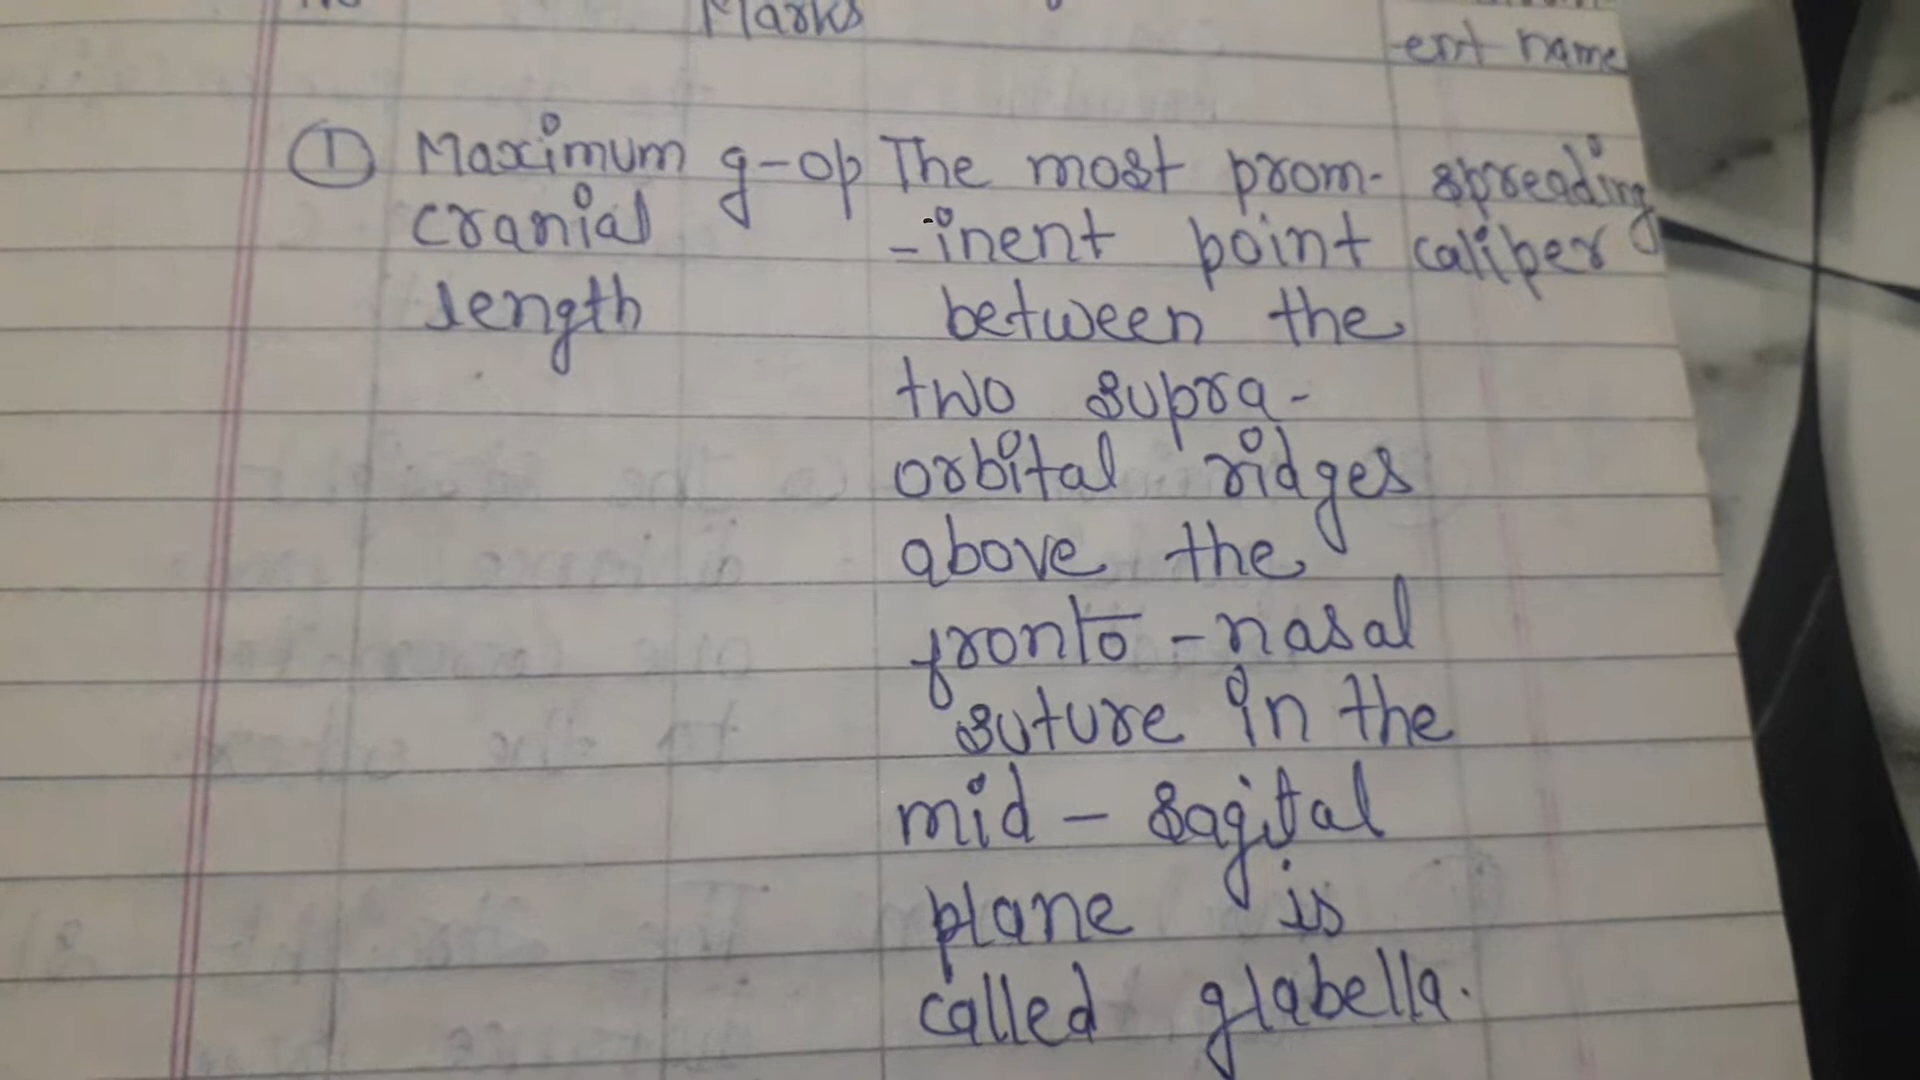 Marks
-ent name
① Maximum g-op The most prom- spreading
cranial -inent point caliper
length between the
two supra-
orbital ridges
above the
fronto-nasal
suture in the
mid-sagital
plane is
called glabella.